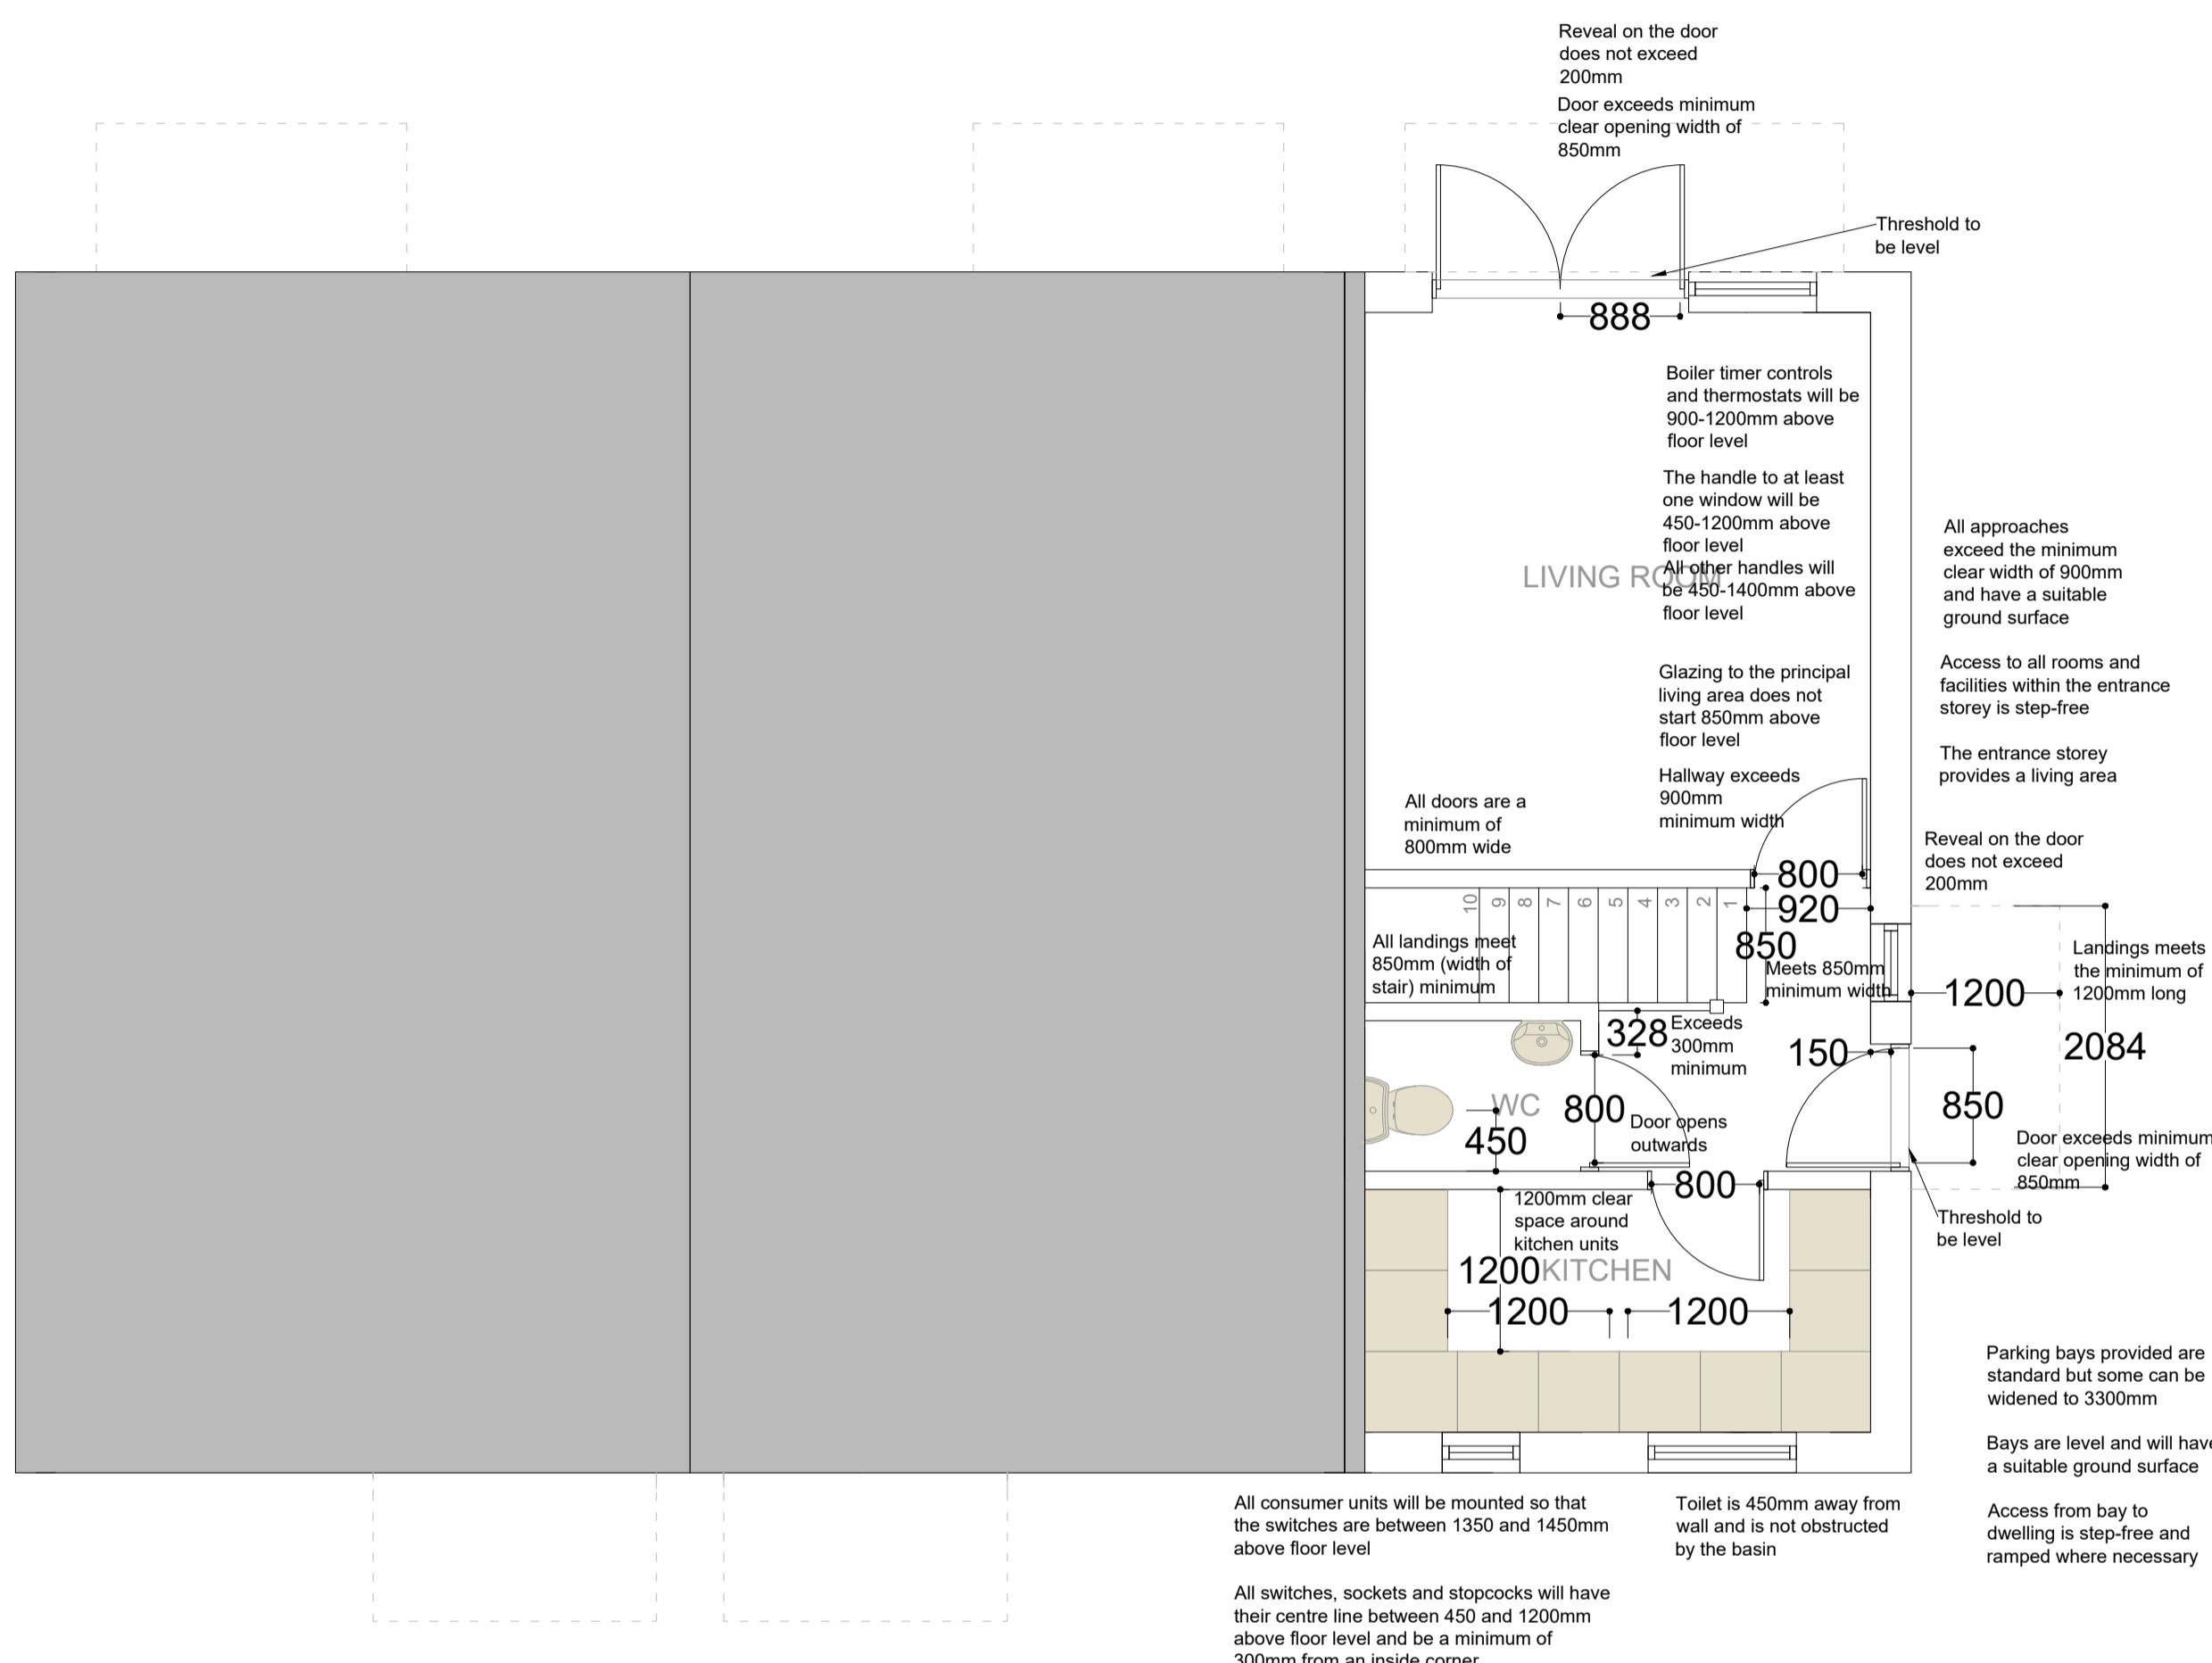 Reveal on the door
does not exceed
200mm
Door exceeds minimum
clear opening width of
850mm
Threshold to
be level
888
Boiler timer controls
and thermostats will be
900-1200mm above
floor level
The handle to at least
one window will be
450-1200mm above
floor level
All other handles will
be 450-1400mm above
floor level
LIVING ROOM
All approaches
exceed the minimum
clear width of 900mm
and have a suitable
ground surface
Access to all rooms and
facilities within the entrance
storey is step-free
The entrance storey
provides a living area
Glazing to the principal
living area does not
start 850mm above
floor level
Hallway exceeds
900mm
minimum width
All doors are a
minimum of
800mm wide
Reveal on the door
does not exceed
200mm
800
920
850
10 9 8 7 6 5 4 3 2 1
All landings meet
850mm (width of
stair) minimum
Meets 850mm
minimum width
1200
Landings meets
the minimum of
1200mm long
328
Exceeds
300mm
minimum
150
2084
850
WC
800
450
Door opens
outwards
Door exceeds minimum
clear opening width of
850mm
800
1200mm clear
space around
kitchen units
Threshold to
be level
1200
KITCHEN
1200
1200
Parking bays provided are
standard but some can be
widened to 3300mm
Bays are level and will have
a suitable ground surface
Access from bay to
dwelling is step-free and
ramped where necessary
All consumer units will be mounted so that
the switches are between 1350 and 1450mm
above floor level
Toilet is 450mm away from
wall and is not obstructed
by the basin
All switches, sockets and stopcocks will have
their centre line between 450 and 1200mm
above floor level and be a minimum of
300mm from an inside corner